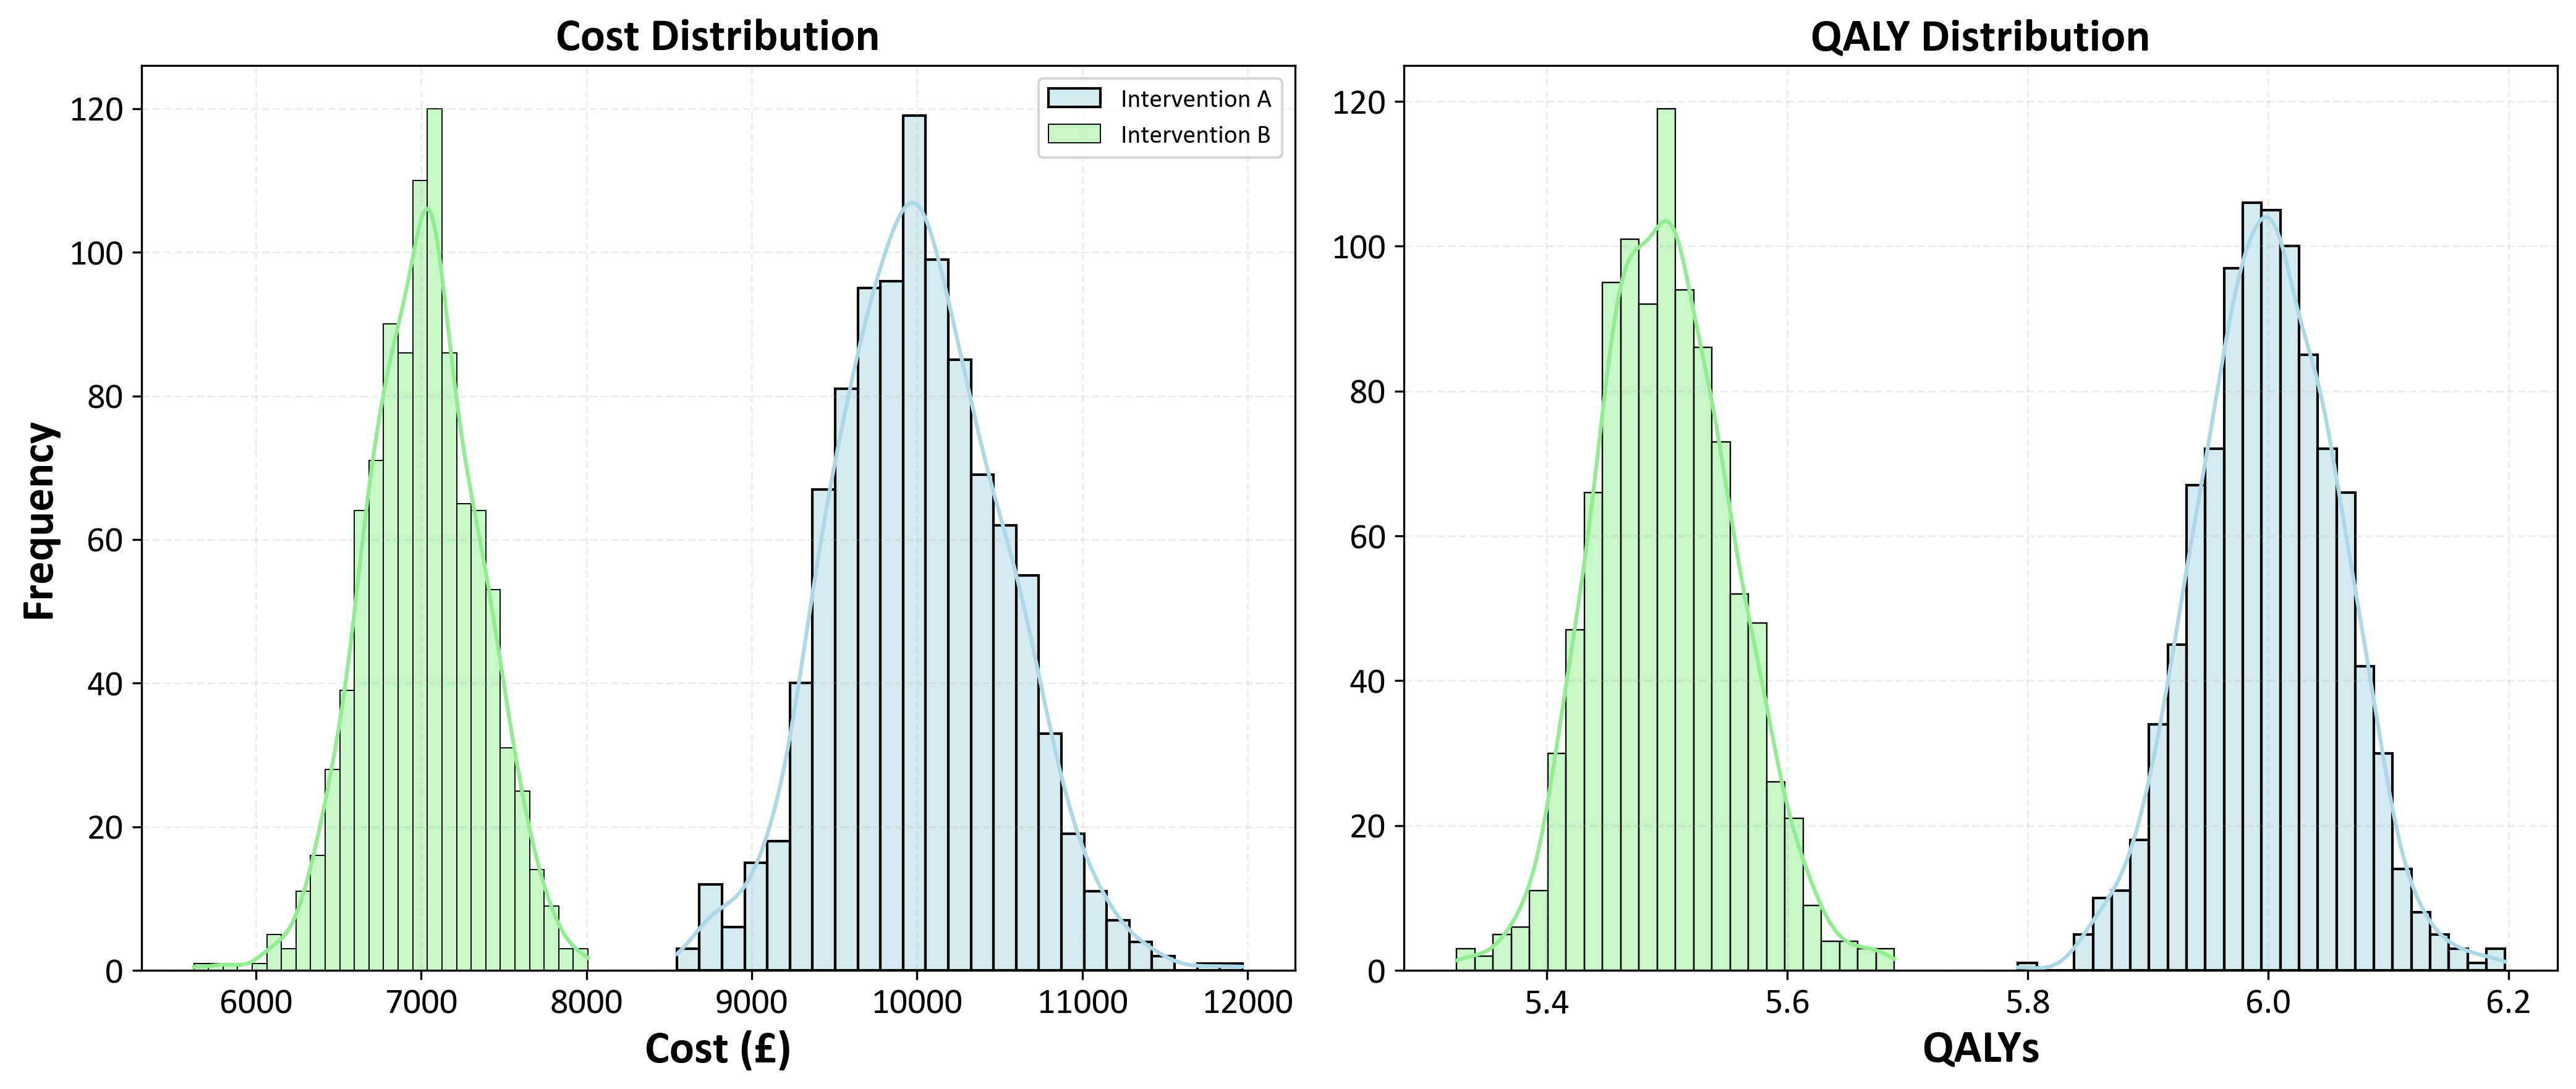 Cost Distribution
Intervention A
Intervention B
120
100
80
60
40
20
0
Frequency
6000 7000 8000 9000 10000 11000 12000
Cost (£)
QALY Distribution
120
100
80
60
40
20
0
5.4 5.6 5.8 6.0 6.2
QALYs